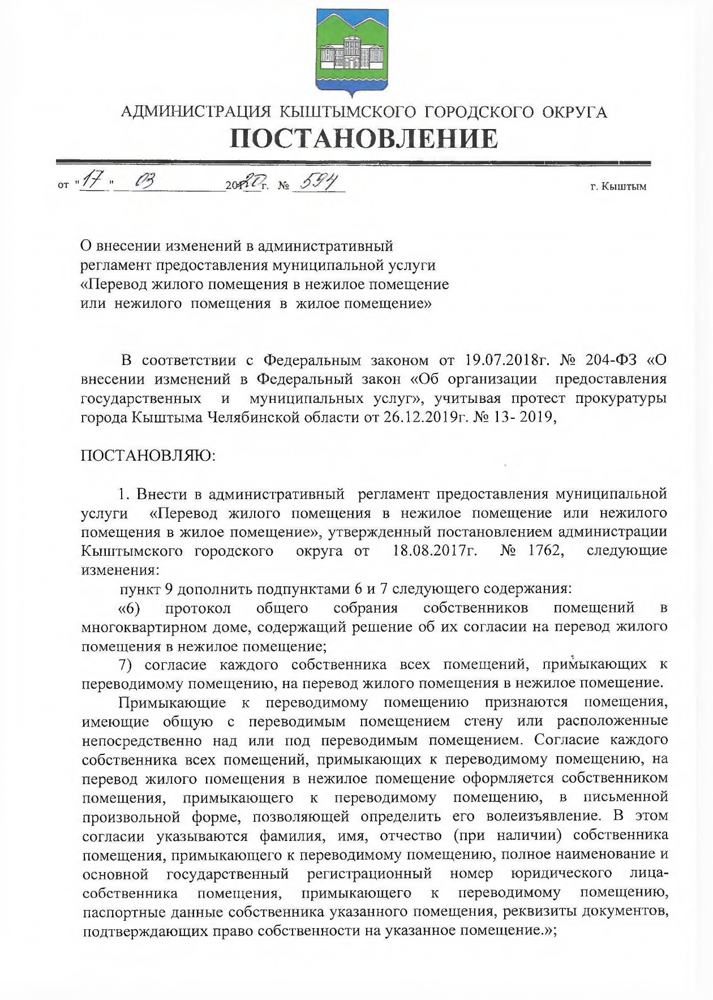 АДМИНИСТРАЦИЯ КЫШТЫМСКОГО ГОРОДСКОГО ОКРУГА
ПОСТАНОВЛЕНИЕ
от "17" 03 2020г. № 594 г. Кыштым
О внесении изменений в административный
регламент предоставления муниципальной услуги
«Перевод жилого помещения в нежилое помещение
или нежилого помещения в жилое помещение»
В соответствии с Федеральным законом от 19.07.2018г. № 204-ФЗ «О
внесении изменений в Федеральный закон «Об организации предоставления
государственных и муниципальных услуг», учитывая протест прокуратуры
города Кыштыма Челябинской области от 26.12.2019г. № 13- 2019,
ПОСТАНОВЛЯЮ:
1. Внести в административный регламент предоставления муниципальной
услуги «Перевод жилого помещения в нежилое помещение или нежилого
помещения в жилое помещение», утвержденный постановлением администрации
Кыштымского городского округа от 18.08.2017г. № 1762, следующие
изменения:
пункт 9 дополнить подпунктами 6 и 7 следующего содержания:
«6) протокол общего собрания собственников помещений в
многоквартирном доме, содержащий решение об их согласии на перевод жилого
помещения в нежилое помещение;
7) согласие каждого собственника всех помещений, примыкающих к
переводимому помещению, на перевод жилого помещения в нежилое помещение.
Примыкающие к переводимому помещению признаются помещения,
имеющие общую с переводимым помещением стену или расположенные
непосредственно над или под переводимым помещением. Согласие каждого
собственника всех помещений, примыкающих к переводимому помещению, на
перевод жилого помещения в нежилое помещение оформляется собственником
помещения, примыкающего к переводимому помещению, в письменной
произвольной форме, позволяющей определить его волеизъявление. В этом
согласии указываются фамилия, имя, отчество (при наличии) собственника
помещения, примыкающего к переводимому помещению, полное наименование и
основной государственный регистрационный номер юридического лица-
собственника помещения, примыкающего к переводимому помещению,
паспортные данные собственника указанного помещения, реквизиты документов,
подтверждающих право собственности на указанное помещение.»;